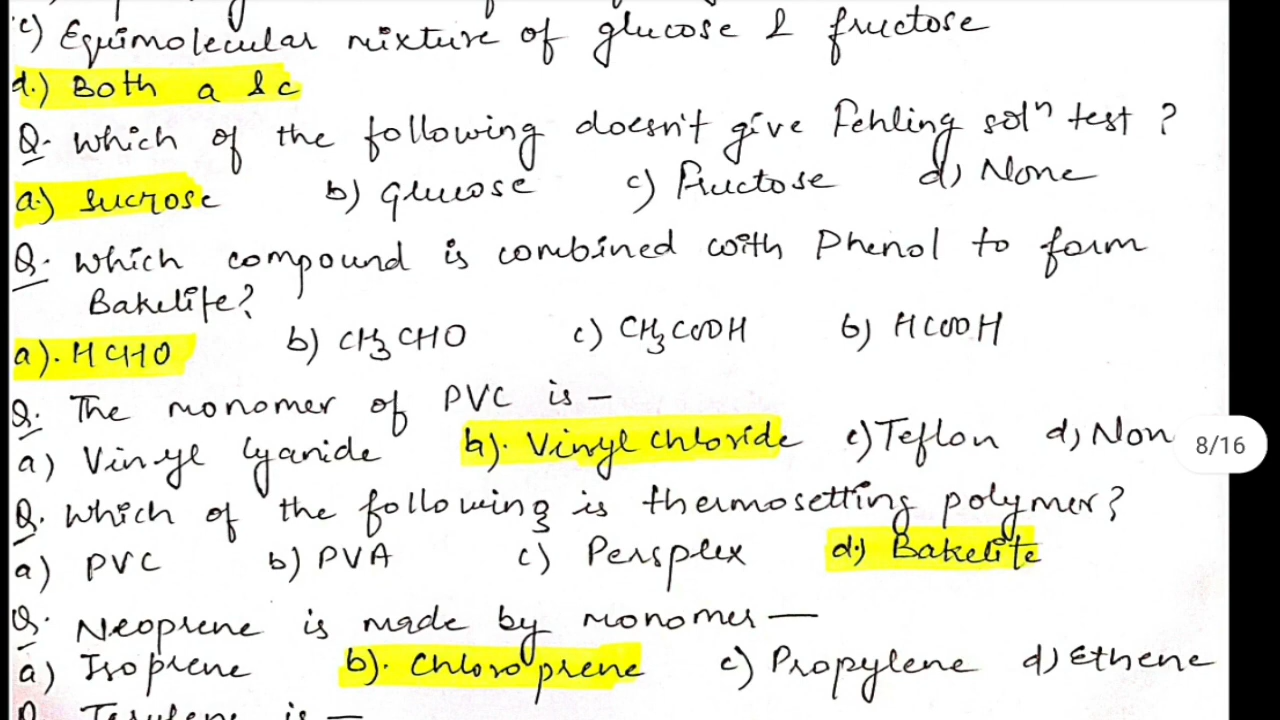 c) Equimolecular mixture of glucose & fructose
d.) Both a & c
Q. Which of the following doesn't give Fehling solⁿ test ?
a.) Sucrose b) Glucose c) Fructose d) None
Q. Which compound is combined with Phenol to form
Bakelite?
a). HCHO b) CH₃CHO c) CH₃COOH b) HCOOH
Q. The monomer of PVC is —
a) Vinyl Cyanide b). Vinyl chloride c) Teflon d) Non
8/16
Q. Which of the following is thermosetting polymer?
a) PVC b) PVA c) Persplex d.) Bakelite
Q. Neoprene is made by monomer —
a) Isoprene b). Chloroprene c) Propylene d) Ethene
Q. Terylene is —